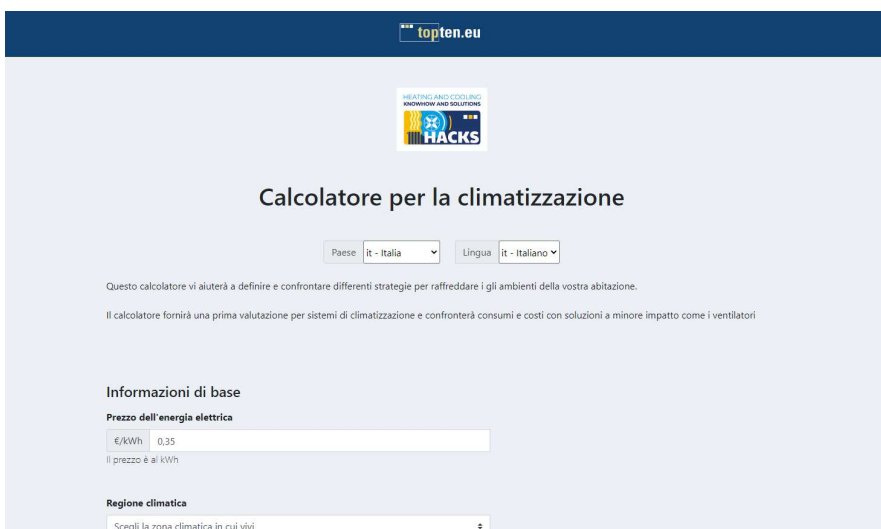 topten.eu
HEATING AND COOLING
KNOWHOW AND SOLUTIONS
HACKS
Calcolatore per la climatizzazione
Paese it - Italia Lingua it - Italiano
Questo calcolatore vi aiuterà a definire e confrontare differenti strategie per raffreddare i gli ambienti della vostra abitazione.
Il calcolatore fornirà una prima valutazione per sistemi di climatizzazione e confronterà consumi e costi con soluzioni a minore impatto come i ventilatori
Informazioni di base
Prezzo dell'energia elettrica
€/kWh 0,35
Il prezzo è al kWh
Regione climatica
Scegli la zona climatica in cui vivi